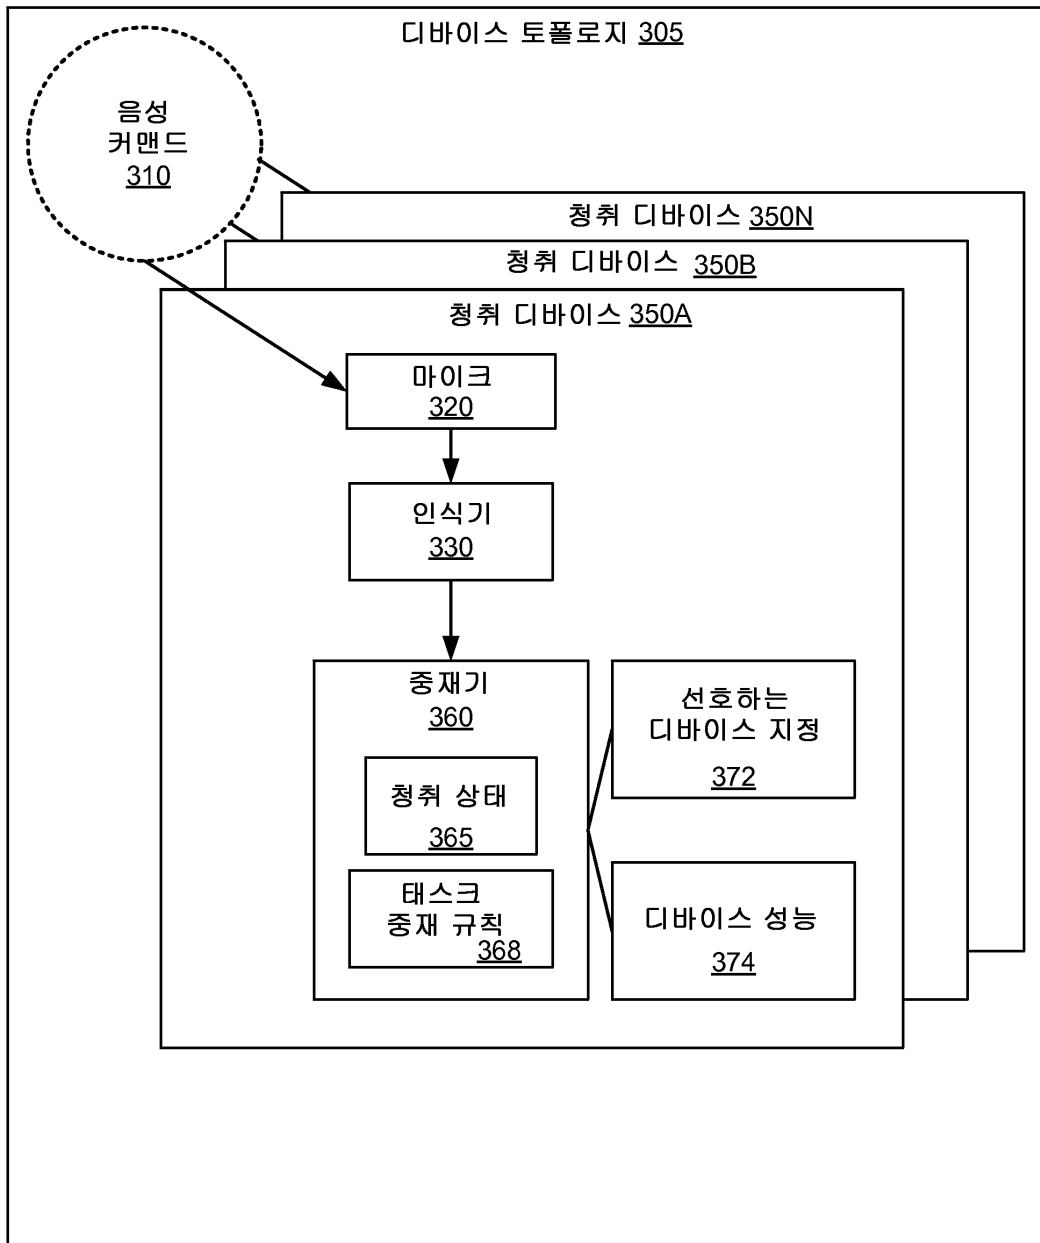 디바이스 토폴로지 305
음성
커맨드
310
청취 디바이스 350N
청취 디바이스 350B
청취 디바이스 350A
마이크
320
인식기
330
중재기
360
청취 상태
365
태스크
중재 규칙
368
선호하는
디바이스 지정
372
디바이스 성능
374